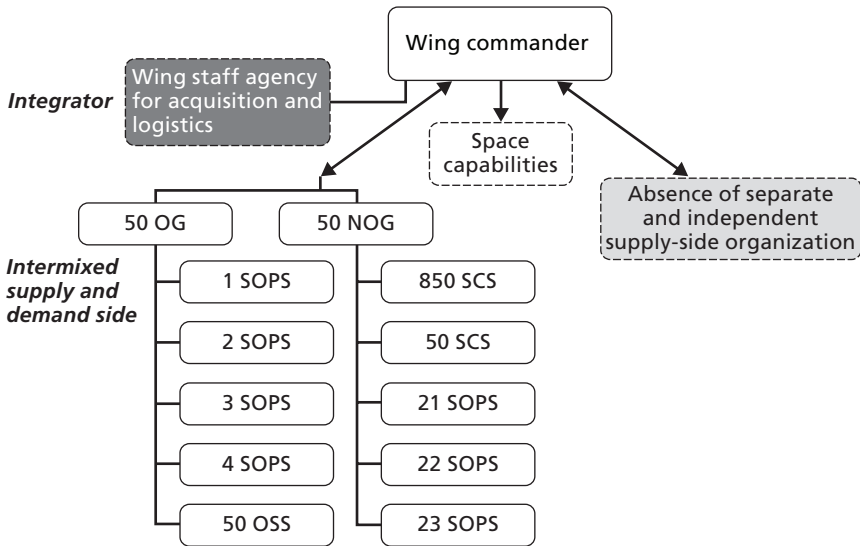 Wing commander
Integrator
Wing staff agency
for acquisition and
logistics
Space
capabilities
Absence of separate
and independent
supply-side organization
50 OG
50 NOG
Intermixed
supply and
demand side
1 SOPS
850 SCS
2 SOPS
50 SCS
3 SOPS
21 SOPS
4 SOPS
22 SOPS
50 OSS
23 SOPS